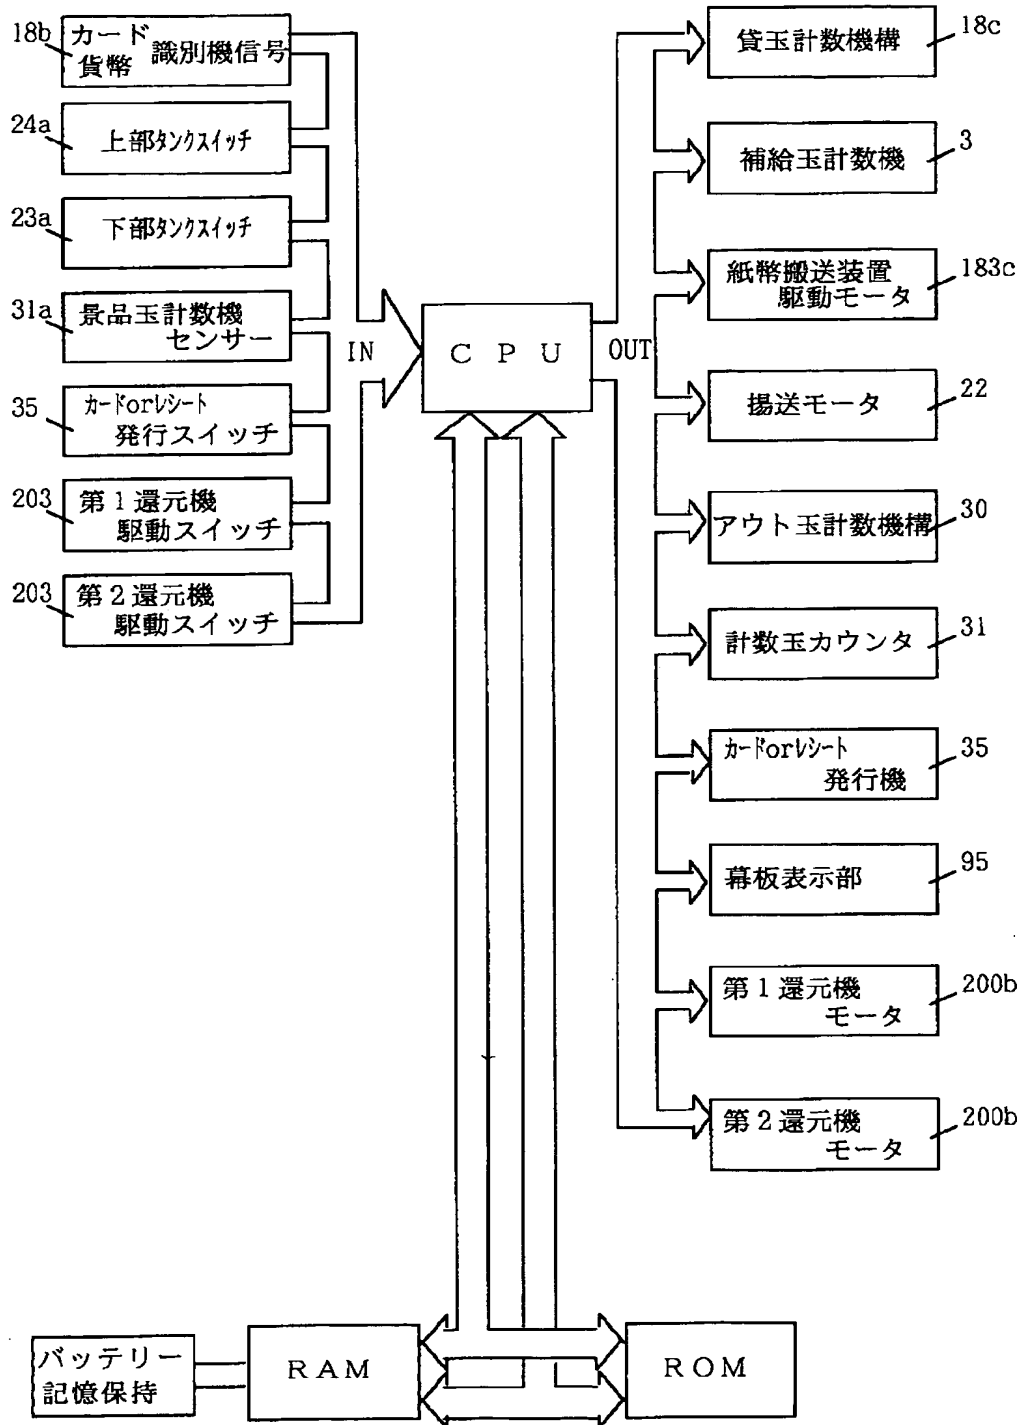 18b
カード
貨幣 識別機信号
24a
上部タンクスイッチ
23a
下部タンクスイッチ
31a
景品玉計数機
センサー
35
カードorレシート
発行スイッチ
203
第1還元機
駆動スイッチ
203
第2還元機
駆動スイッチ
IN
CPU
OUT
貸玉計数機構
18c
補給玉計数機
3
紙幣搬送装置
駆動モータ
183c
揚送モータ
22
アウト玉計数機構
30
計数玉カウンタ
31
カードorレシート
発行機
35
幕板表示部
95
第1還元機
モータ
200b
第2還元機
モータ
200b
バッテリー
記憶保持
RAM
ROM